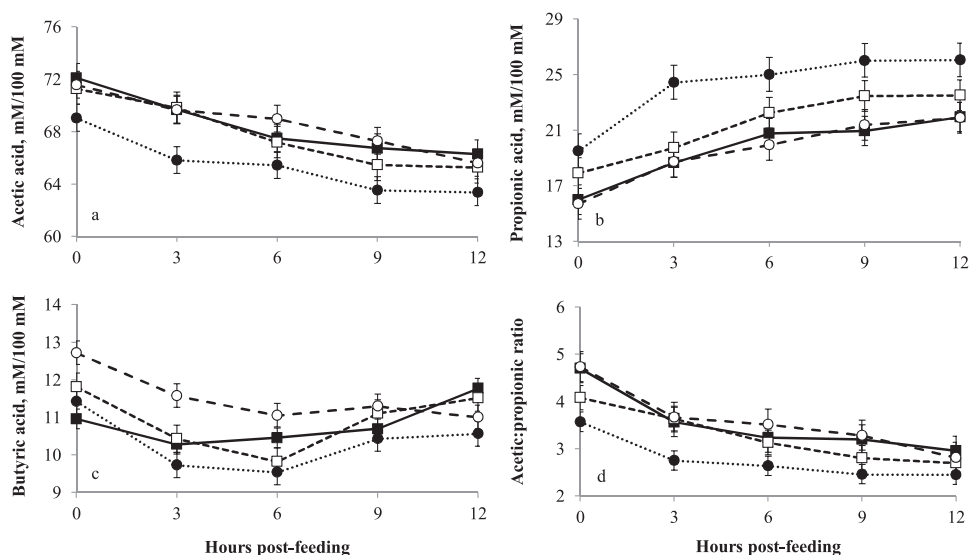 Acetic acid, mM/100 mM
76
72
68
64
60
a
0 3 6 9 12
Propionic acid, mM/100 mM
29
25
21
17
13
b
0 3 6 9 12
Butyric acid, mM/100 mM
14
13
12
11
10
9
c
0 3 6 9 12
Hours post-feeding
Acetic:propionic ratio
6
5
4
3
2
d
0 3 6 9 12
Hours post-feeding